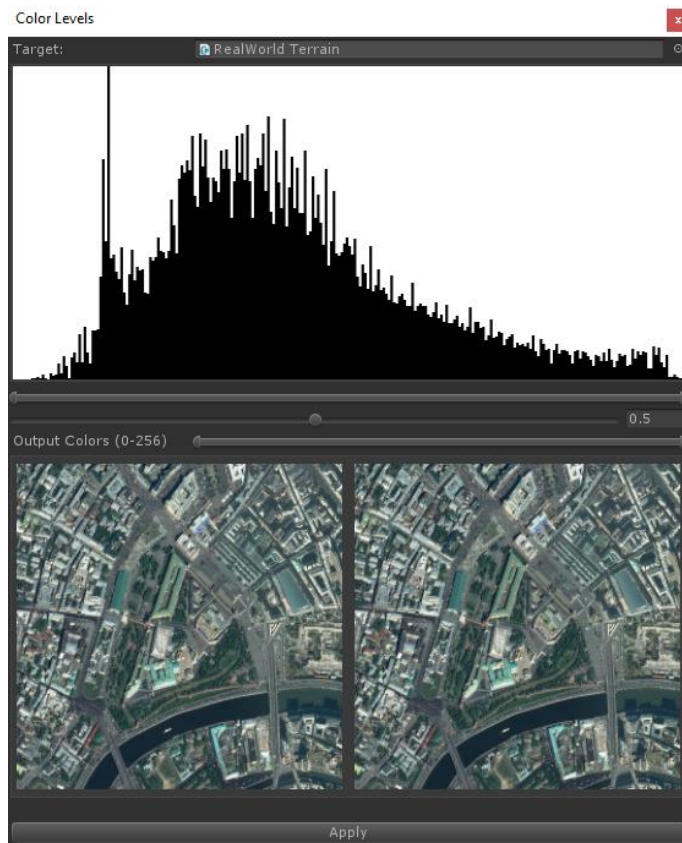 Color Levels
x
Target: RealWorld Terrain
0.5
Output Colors (0-256)
Apply